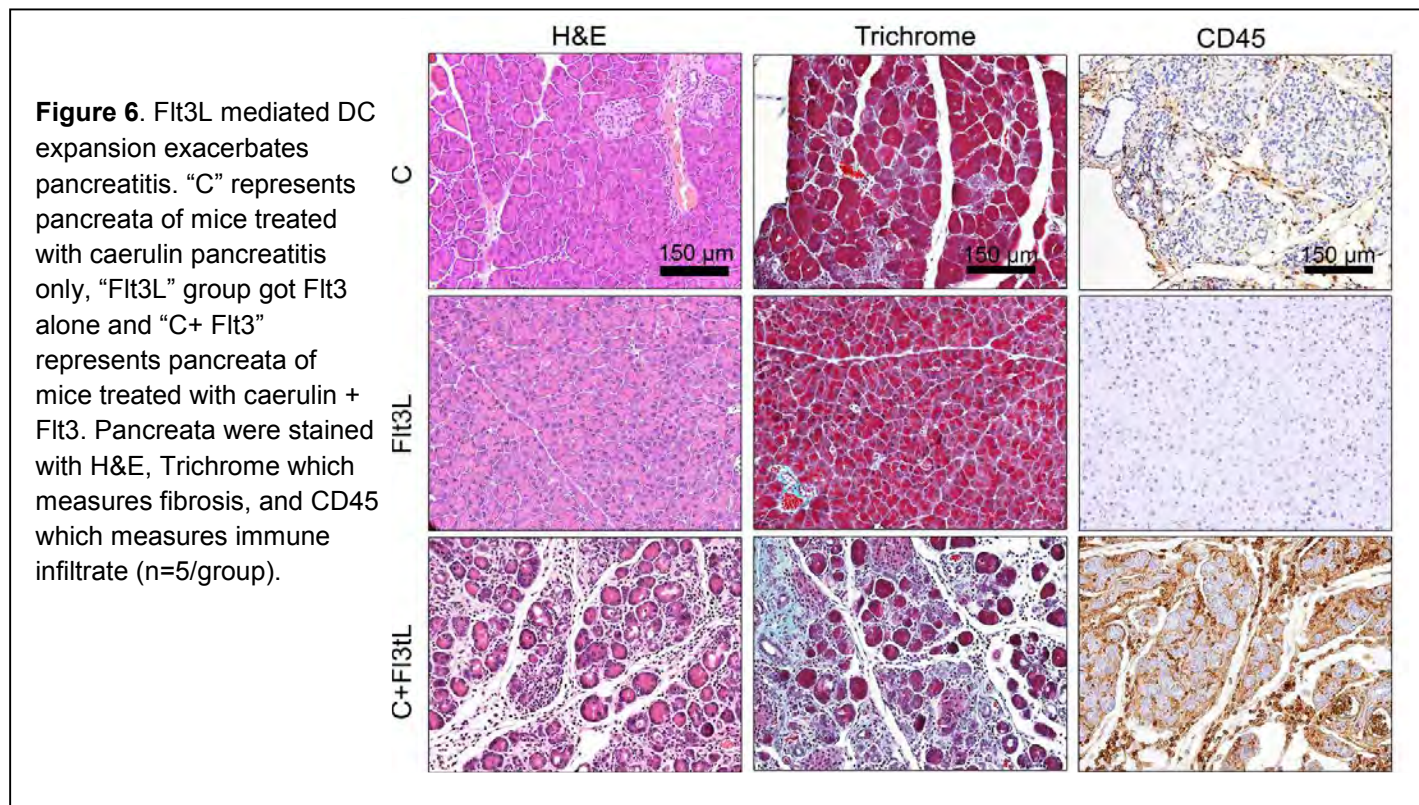 Figure 6. Flt3L mediated DC
expansion exacerbates
pancreatitis. “C” represents
pancreata of mice treated
with caerulin pancreatitis
only, “Flt3L” group got Flt3
alone and “C+ Flt3”
represents pancreata of
mice treated with caerulin +
Flt3. Pancreata were stained
with H&E, Trichrome which
measures fibrosis, and CD45
which measures immune
infiltrate (n=5/group).
H&E
Trichrome
CD45
C
150 µm
150 µm
150 µm
Flt3L
C+Fl3tL